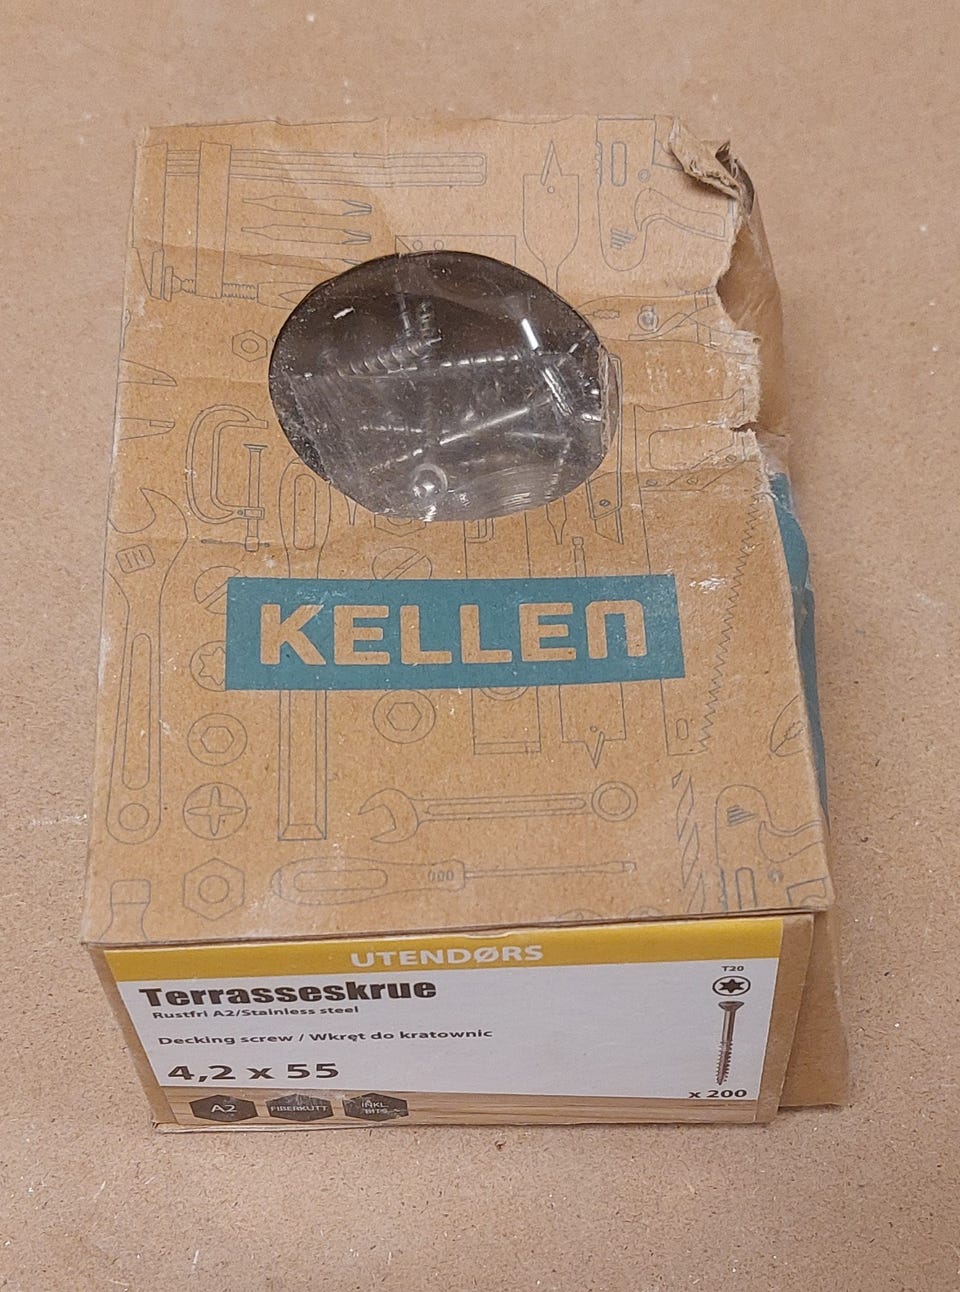 KELLEN
UTENDØRS
Terrasseskrue
Rustfri A2/Stainless steel
Decking screw / Wkręt do kratownic
4,2 x 55
T20
x 200
A2
FIBERKUTT
INKL.
BITS